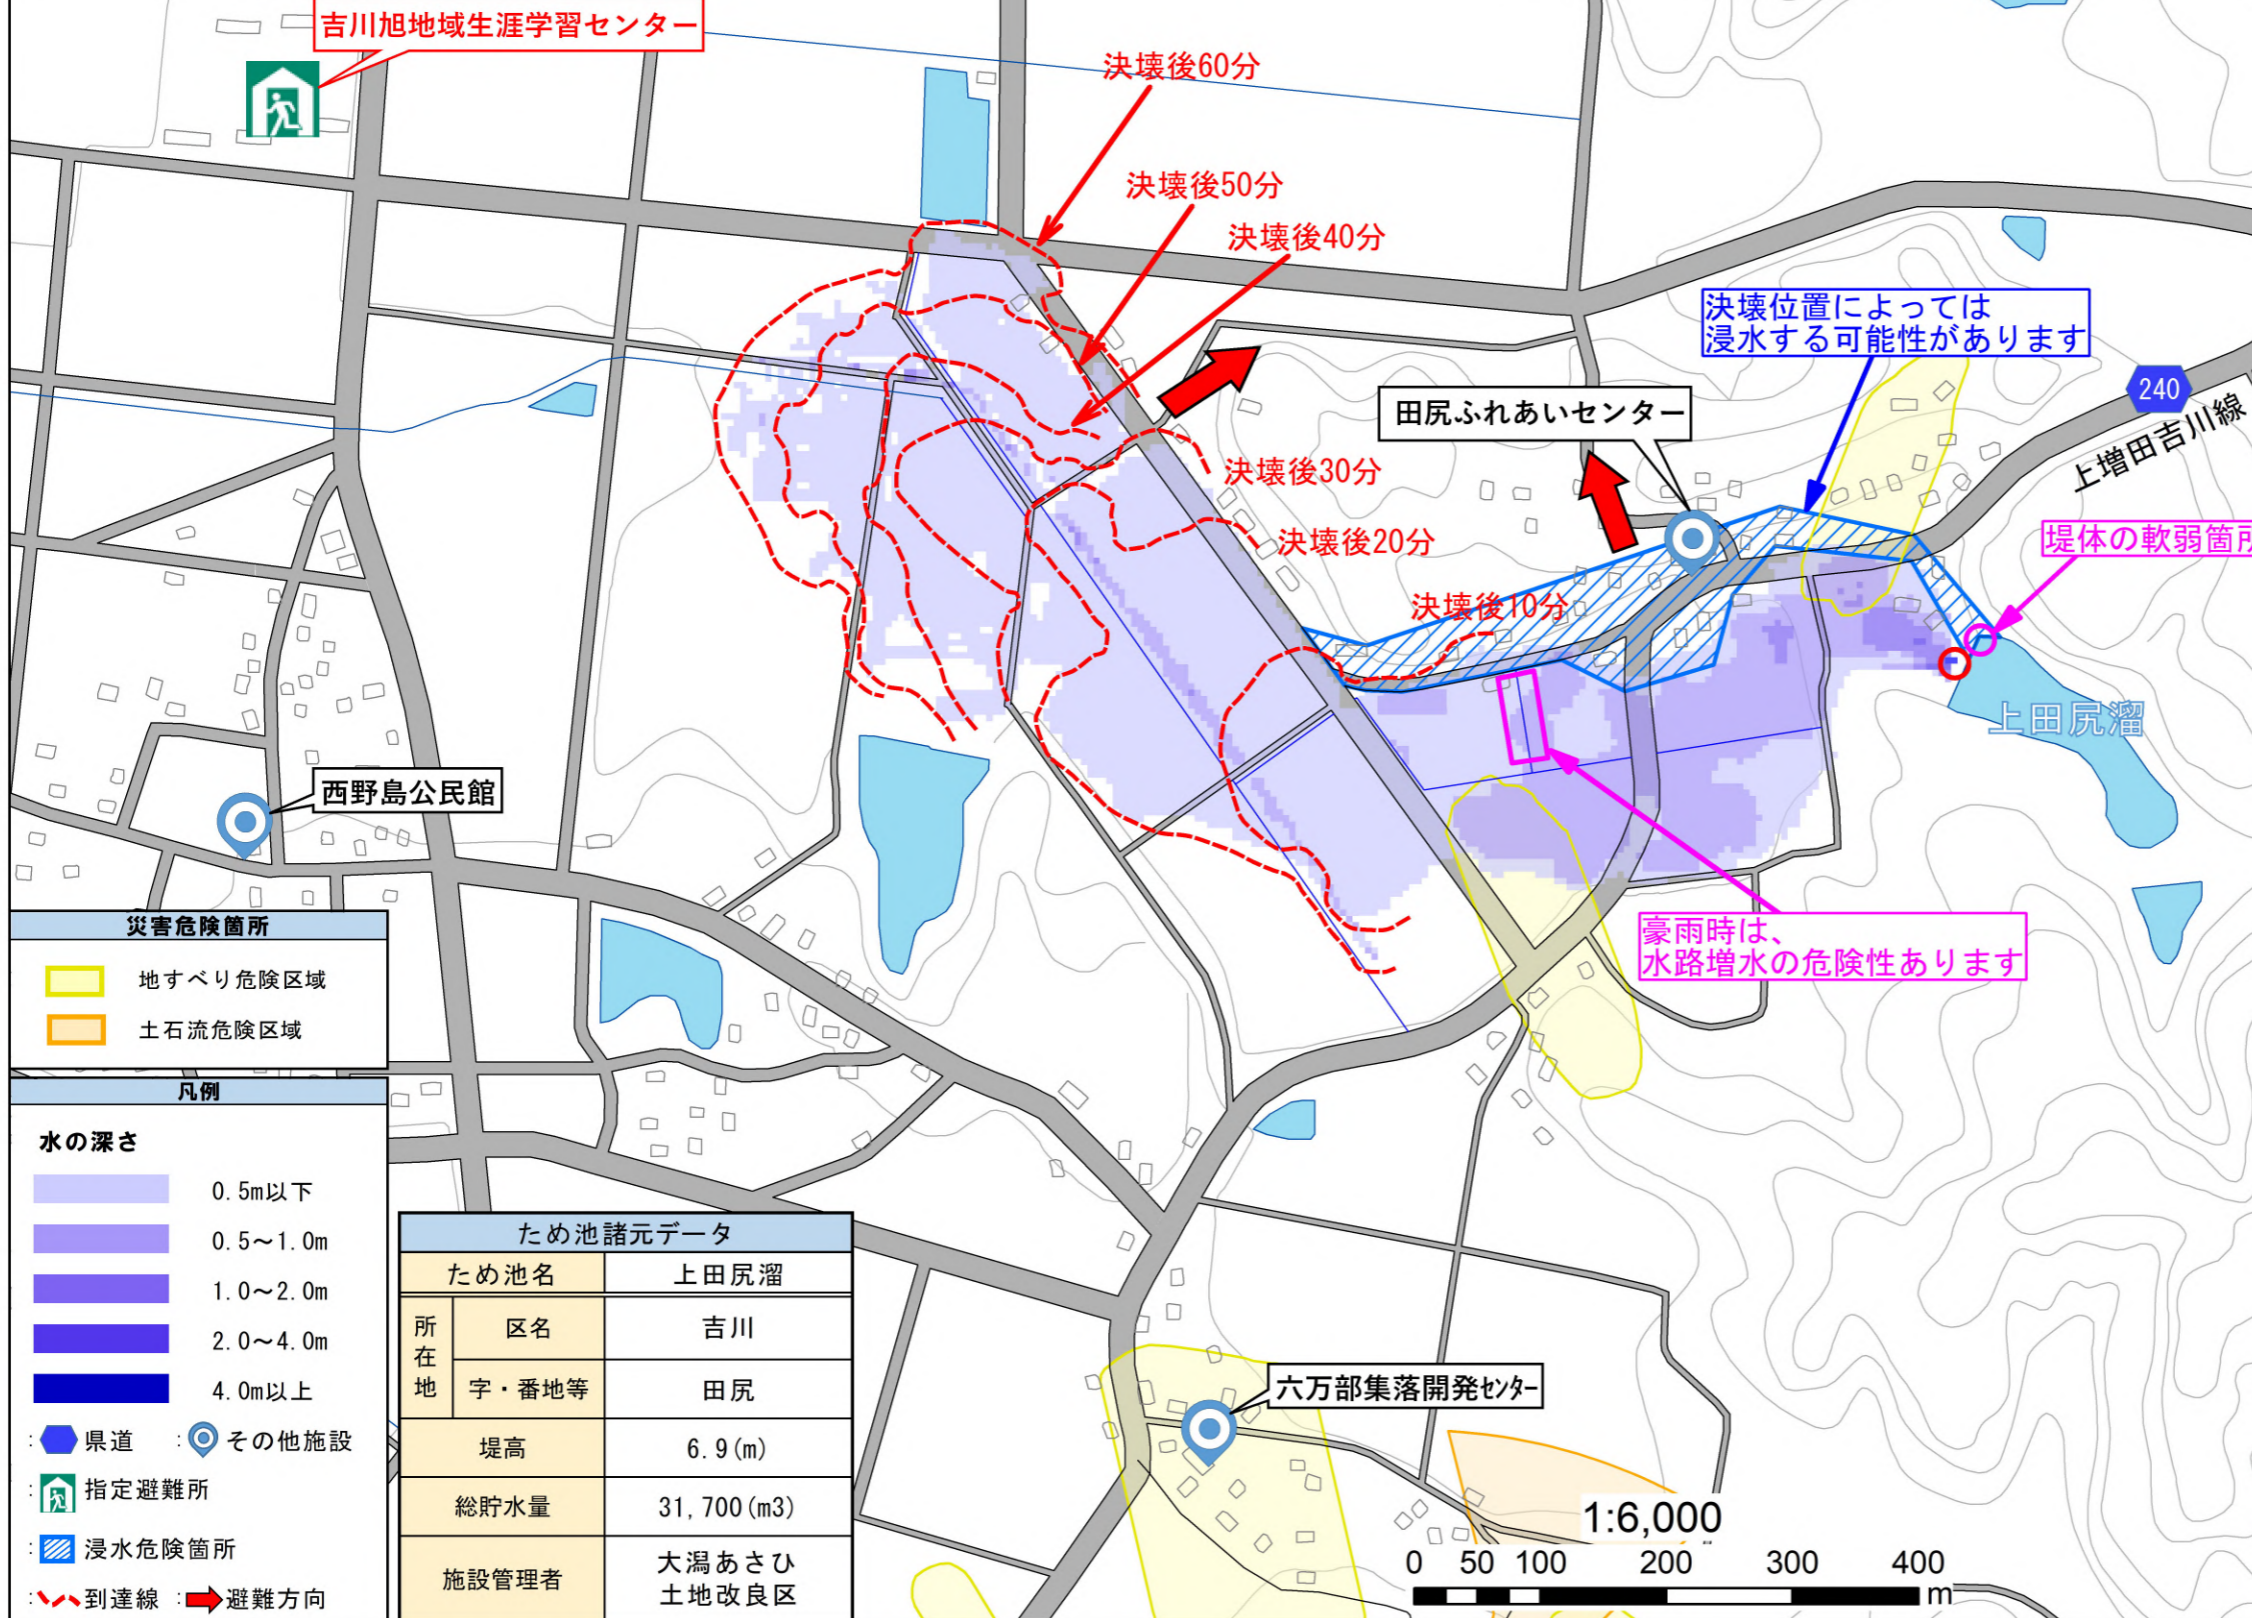 吉川旭地域生涯学習センター
決壊後60分
決壊後50分
決壊後40分
決壊位置によっては
浸水する可能性があります
240
上増田吉川線
田尻ふれあいセンター
決壊後30分
決壊後20分
堤体の軟弱箇所
決壊後10分
上田尻溜
西野島公民館
豪雨時は、
水路増水の危険性あります
災害危険箇所
地すべり危険区域
土石流危険区域
凡例
水の深さ
0.5m以下
0.5～1.0m
1.0～2.0m
2.0～4.0m
4.0m以上
:県道 :その他施設
:指定避難所
:浸水危険箇所
:到達線 :避難方向
ため池諸元データ
ため池名 上田尻溜
所在地 区名 吉川
字・番地等 田尻
堤高 6.9(m)
総貯水量 31,700(m3)
施設管理者 大潟あさひ
土地改良区
六万部集落開発ｾﾝﾀｰ
1:6,000
0 50 100 200 300 400
m